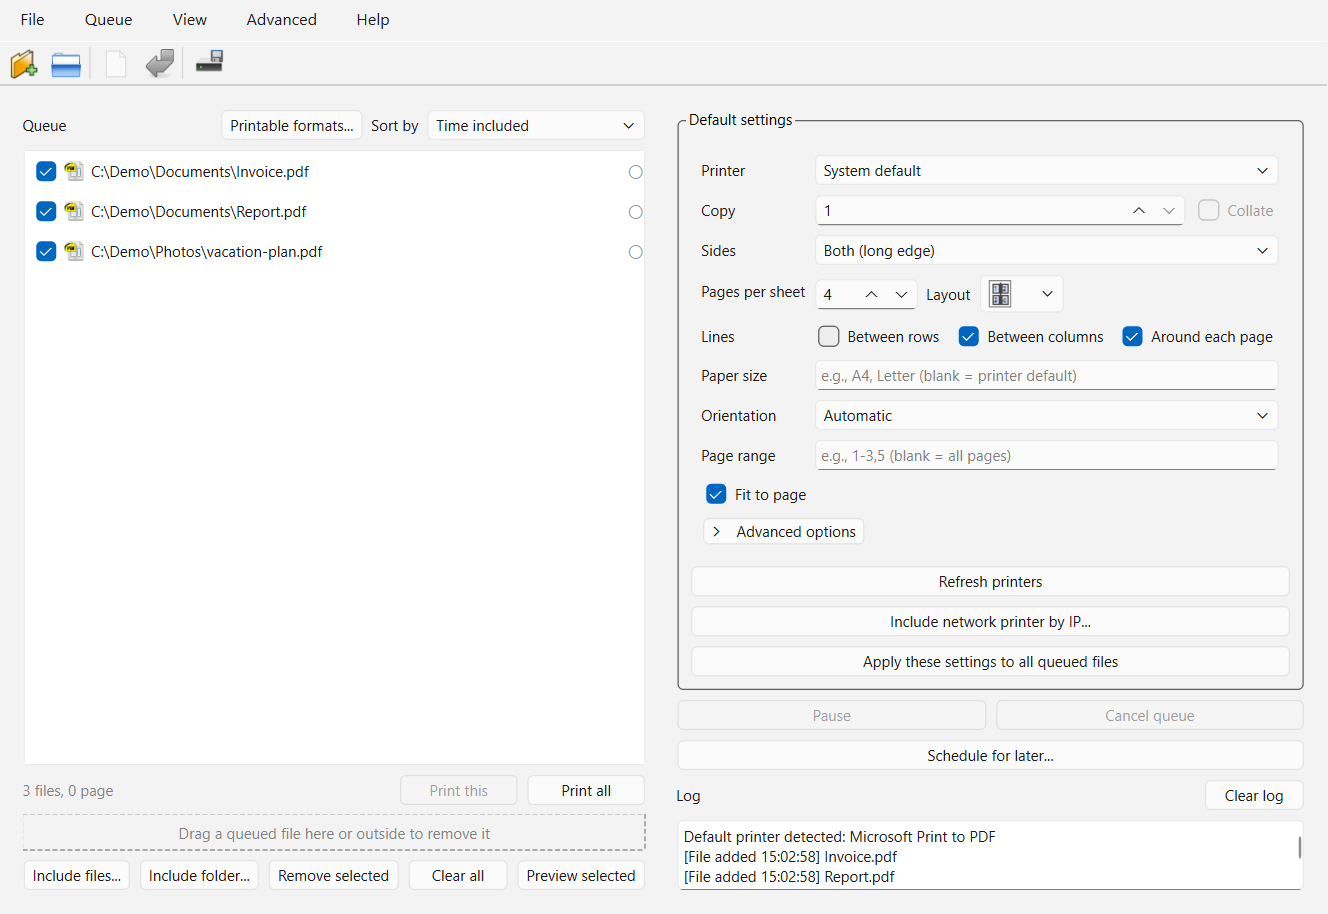 File Queue View Advanced Help
Queue Printable formats... Sort by Time included
C:\Demo\Documents\Invoice.pdf
C:\Demo\Documents\Report.pdf
C:\Demo\Photos\vacation-plan.pdf
3 files, 0 page Print this Print all
Drag a queued file here or outside to remove it
Include files... Include folder... Remove selected Clear all Preview selected
Default settings
Printer System default
Copy 1 Collate
Sides Both (long edge)
Pages per sheet 4 Layout
Lines Between rows Between columns Around each page
Paper size e.g., A4, Letter (blank = printer default)
Orientation Automatic
Page range e.g., 1-3,5 (blank = all pages)
Fit to page
Advanced options
Refresh printers
Include network printer by IP...
Apply these settings to all queued files
Pause Cancel queue
Schedule for later...
Log Clear log
Default printer detected: Microsoft Print to PDF
[File added 15:02:58] Invoice.pdf
[File added 15:02:58] Report.pdf